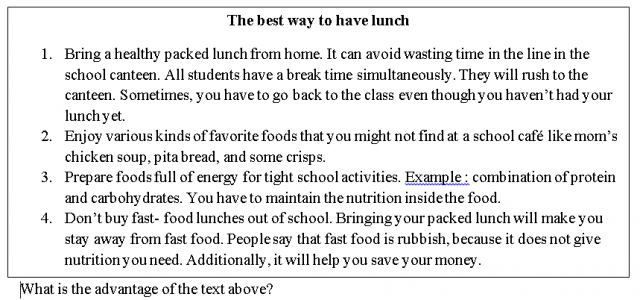 The best way to have lunch
1. Bring a healthy packed lunch from home. It can avoid wasting time in the line in the
school canteen. All students have a break time simultaneously. They will rush to the
canteen. Sometimes, you have to go back to the class even though you haven't had your
lunch yet.
2. Enjoy various kinds of favorite foods that you might not find at a school café like mom's
chicken soup, pita bread, and some crisps.
3. Prepare foods full of energy for tight school activities. Example : combination of protein
and carbohydrates. You have to maintain the nutrition inside the food.
4. Don't buy fast- food lunches out of school. Bringing your packed lunch will make you
stay away from fast food. People say that fast food is rubbish, because it does not give
nutrition you need. Additionally, it will help you save your money.
What is the advantage of the text above?